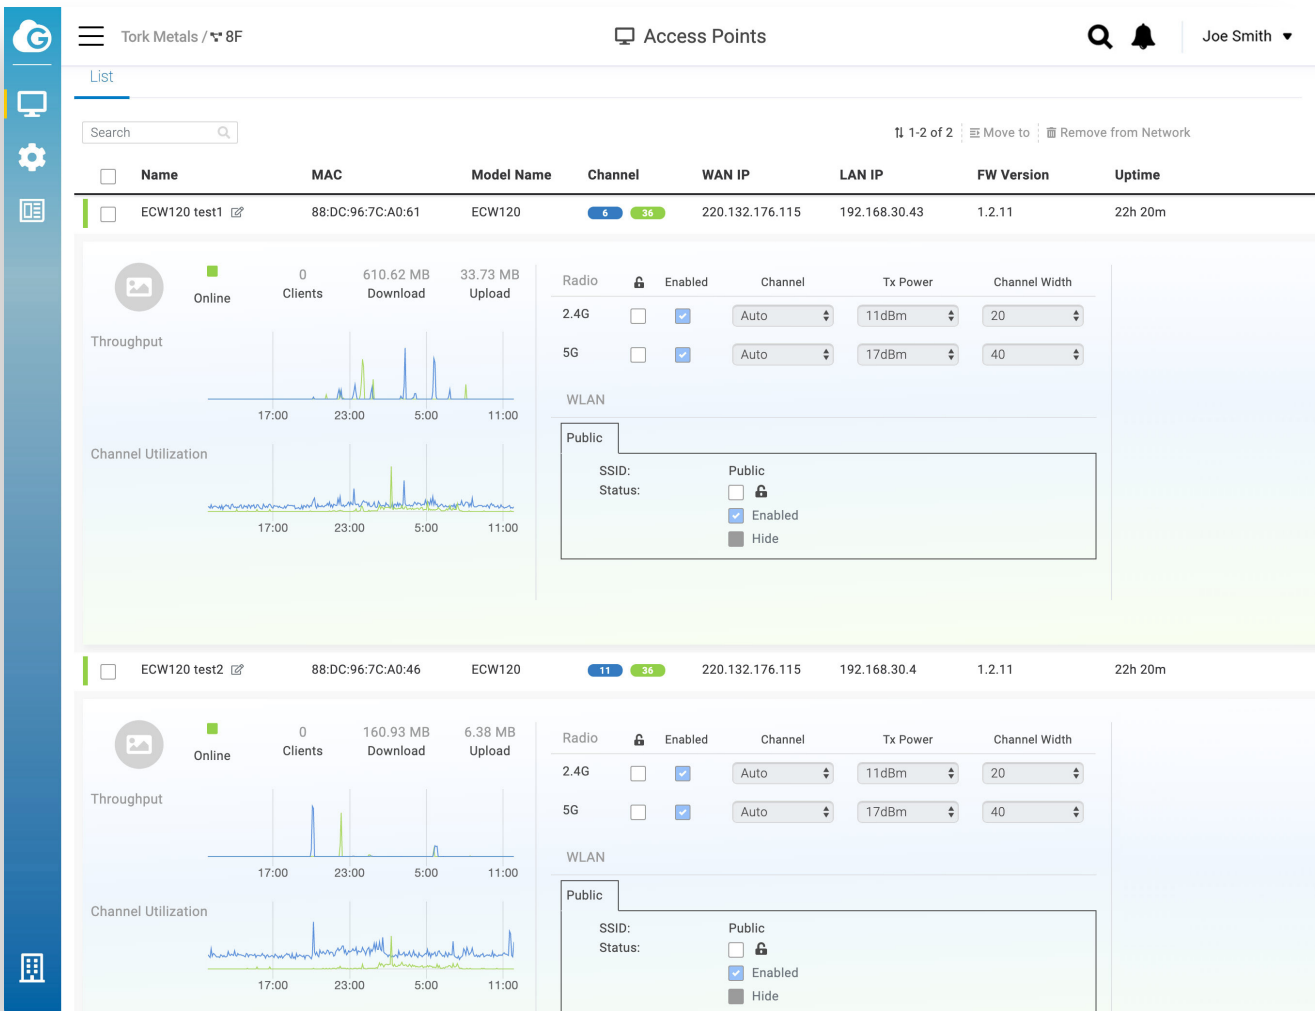 Tork Metals / 8F
Access Points
Joe Smith
List
Search
1-2 of 2
Move to
Remove from Network
Name MAC Model Name Channel WAN IP LAN IP FW Version Uptime
ECW120 test1 88:DC:96:7C:A0:61 ECW120 6 36 220.132.176.115 192.168.30.43 1.2.11 22h 20m
0 610.62 MB 33.73 MB
Online Clients Download Upload
Throughput
17:00 23:00 5:00 11:00
Channel Utilization
17:00 23:00 5:00 11:00
Radio Enabled Channel Tx Power Channel Width
2.4G Auto 11dBm 20
5G Auto 17dBm 40
WLAN
Public
SSID: Public
Status:
Enabled
Hide
ECW120 test2 88:DC:96:7C:A0:46 ECW120 11 36 220.132.176.115 192.168.30.4 1.2.11 22h 20m
0 160.93 MB 6.38 MB
Online Clients Download Upload
Throughput
17:00 23:00 5:00 11:00
Channel Utilization
17:00 23:00 5:00 11:00
Radio Enabled Channel Tx Power Channel Width
2.4G Auto 11dBm 20
5G Auto 17dBm 40
WLAN
Public
SSID: Public
Status:
Enabled
Hide